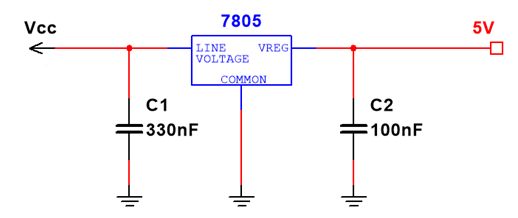 7805
Vcc
5V
LINE VREG
VOLTAGE
COMMON
C1
330nF
C2
100nF